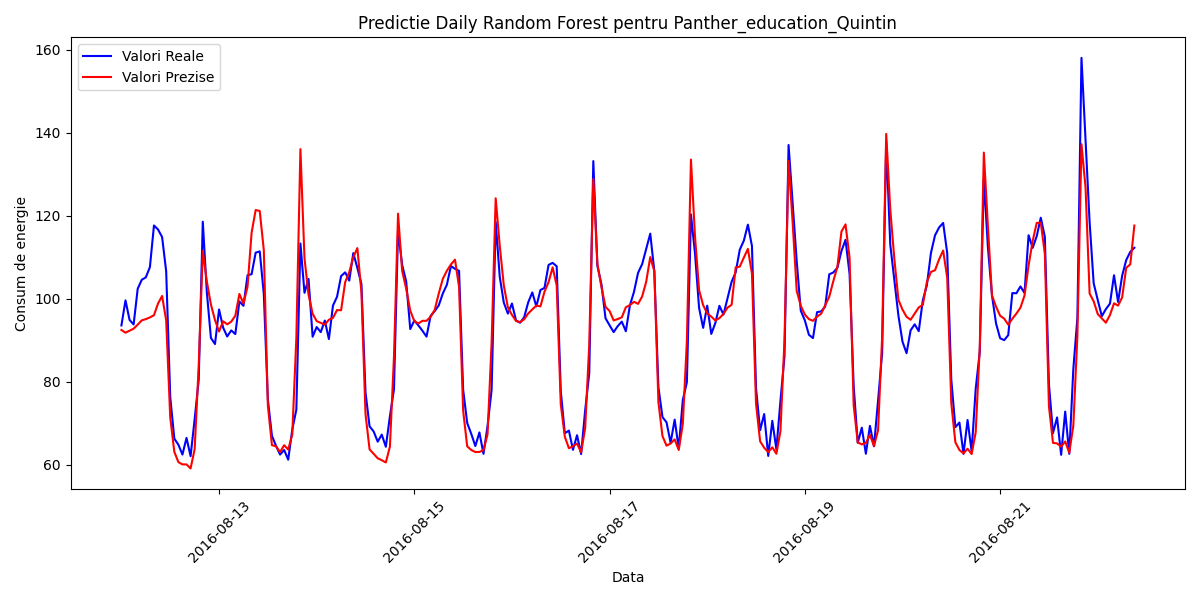 Predictie Daily Random Forest pentru Panther_education_Quintin
Valori Reale
Valori Prezise
Consum de energie
160
140
120
100
80
60
2016-08-13
2016-08-15
2016-08-17
2016-08-19
2016-08-21
Data